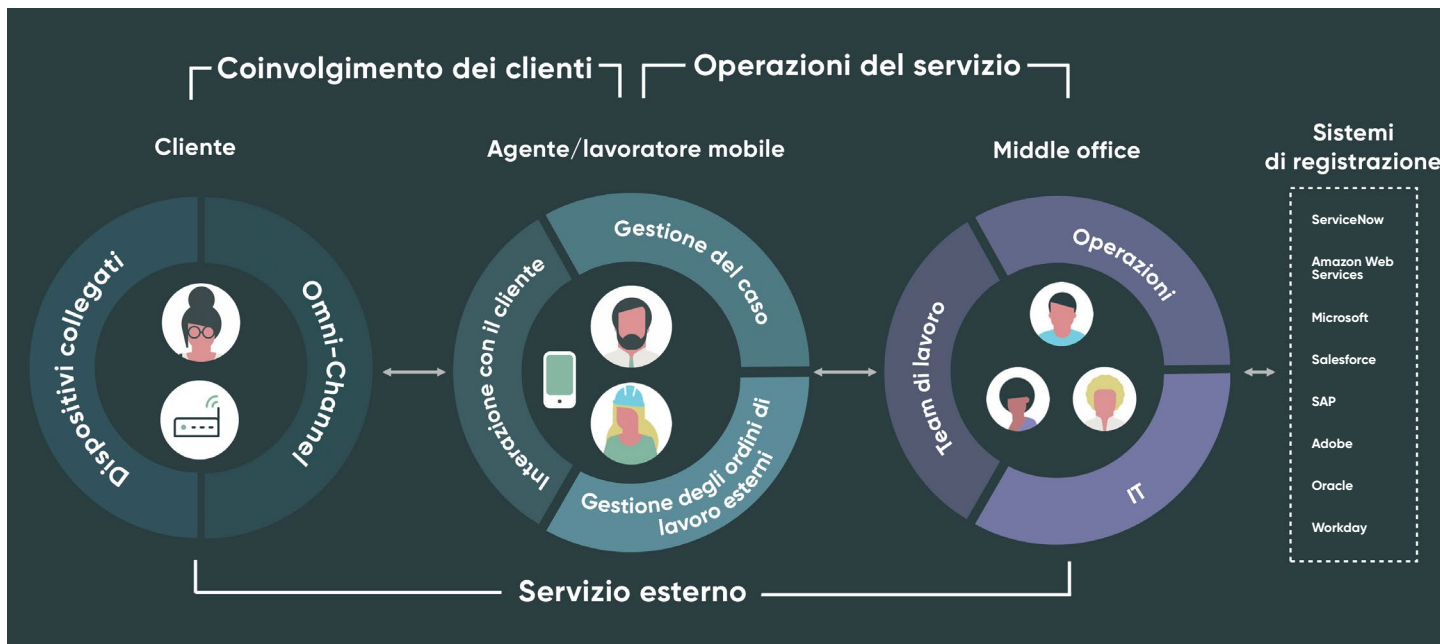 Coinvolgimento dei clienti
Operazioni del servizio
Cliente
Agente/lavoratore mobile
Middle office
Sistemi
di registrazione
Dispositivi collegati
Omni-Channel
Interazione con il cliente
Gestione del caso
Gestione degli ordini di
lavoro esterni
Team di lavoro
Operazioni
IT
ServiceNow
Amazon Web
Services
Microsoft
Salesforce
SAP
Adobe
Oracle
Workday
Servizio esterno